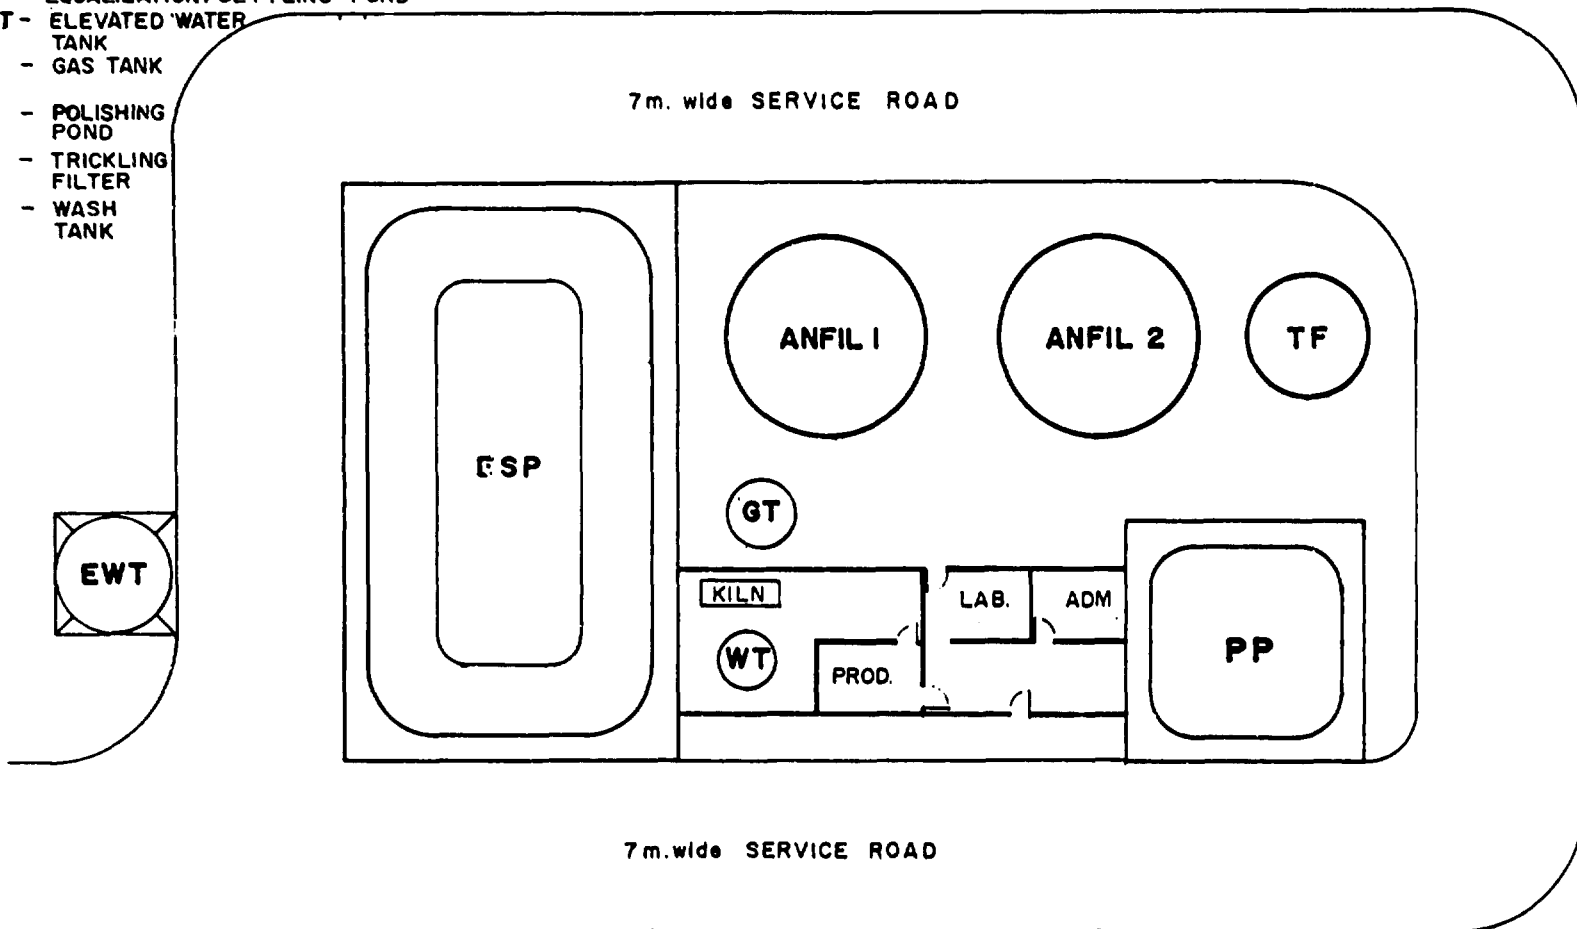 T - ELEVATED WATER
TANK
- GAS TANK
- POLISHING
POND
- TRICKLING
FILTER
- WASH
TANK
7m. wide SERVICE ROAD
ANFIL 1
ANFIL 2
TF
ESP
GT
EWT
KILN
LAB.
ADM
WT
PROD.
PP
7m. wide SERVICE ROAD